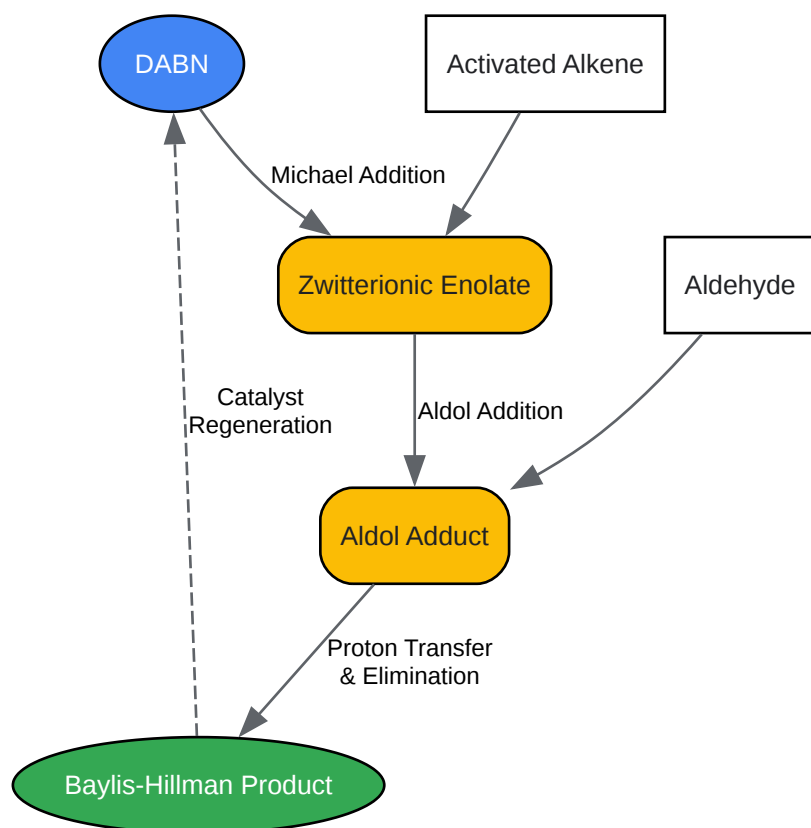 DABN
Activated Alkene
Michael Addition
Zwitterionic Enolate
Aldehyde
Catalyst
Regeneration
Aldol Addition
Aldol Adduct
Proton Transfer
& Elimination
Baylis-Hillman Product